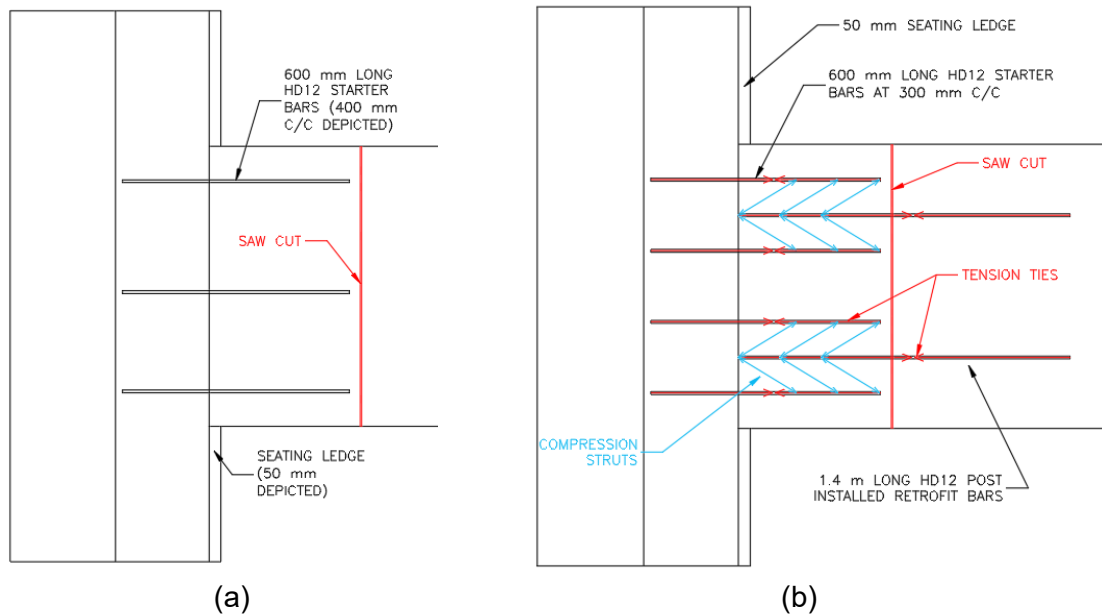 600 mm LONG
HD12 STARTER
BARS (400 mm
C/C DEPICTED)
SAW CUT
SEATING LEDGE
(50 mm
DEPICTED)
(a)
50 mm SEATING LEDGE
600 mm LONG HD12 STARTER
BARS AT 300 mm C/C
SAW CUT
TENSION TIES
COMPRESSION
STRUTS
1.4 m LONG HD12 POST
INSTALLED RETROFIT BARS
(b)